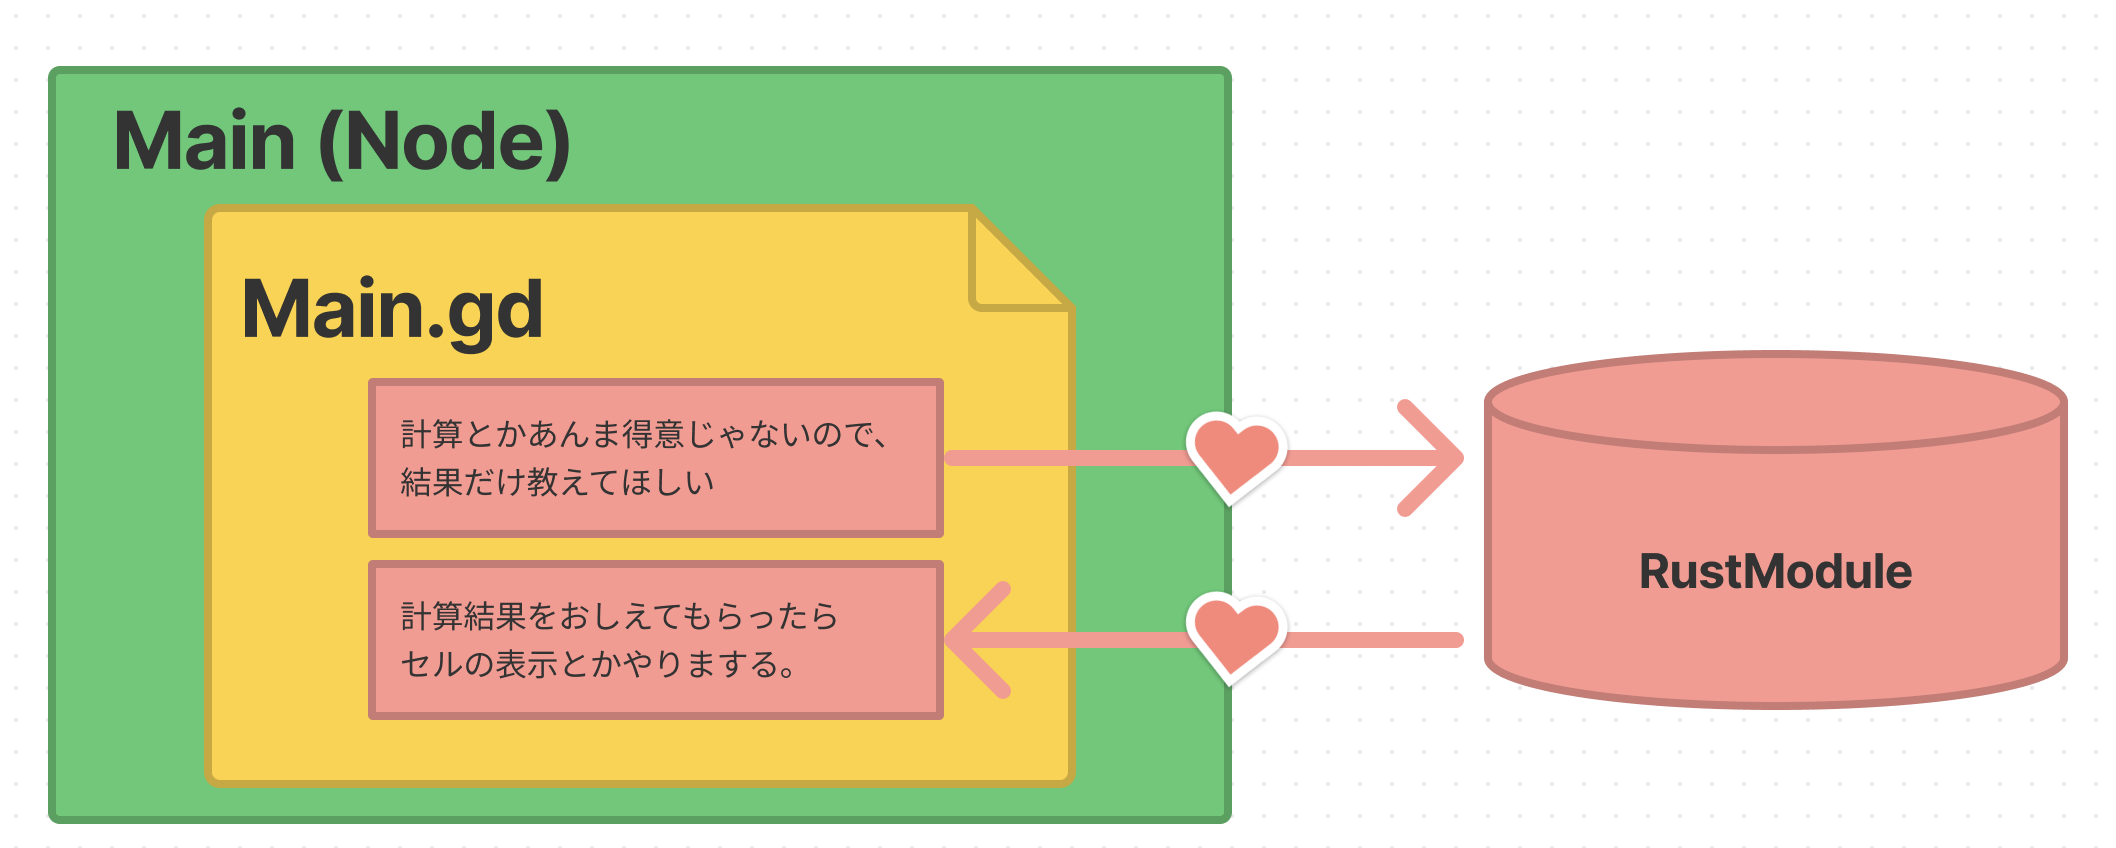 Main (Node)
Main.gd
計算とかあんま得意じゃないので、
結果だけ教えてほしい
計算結果をおしえてもらったら
セルの表示とかやりまする。
RustModule